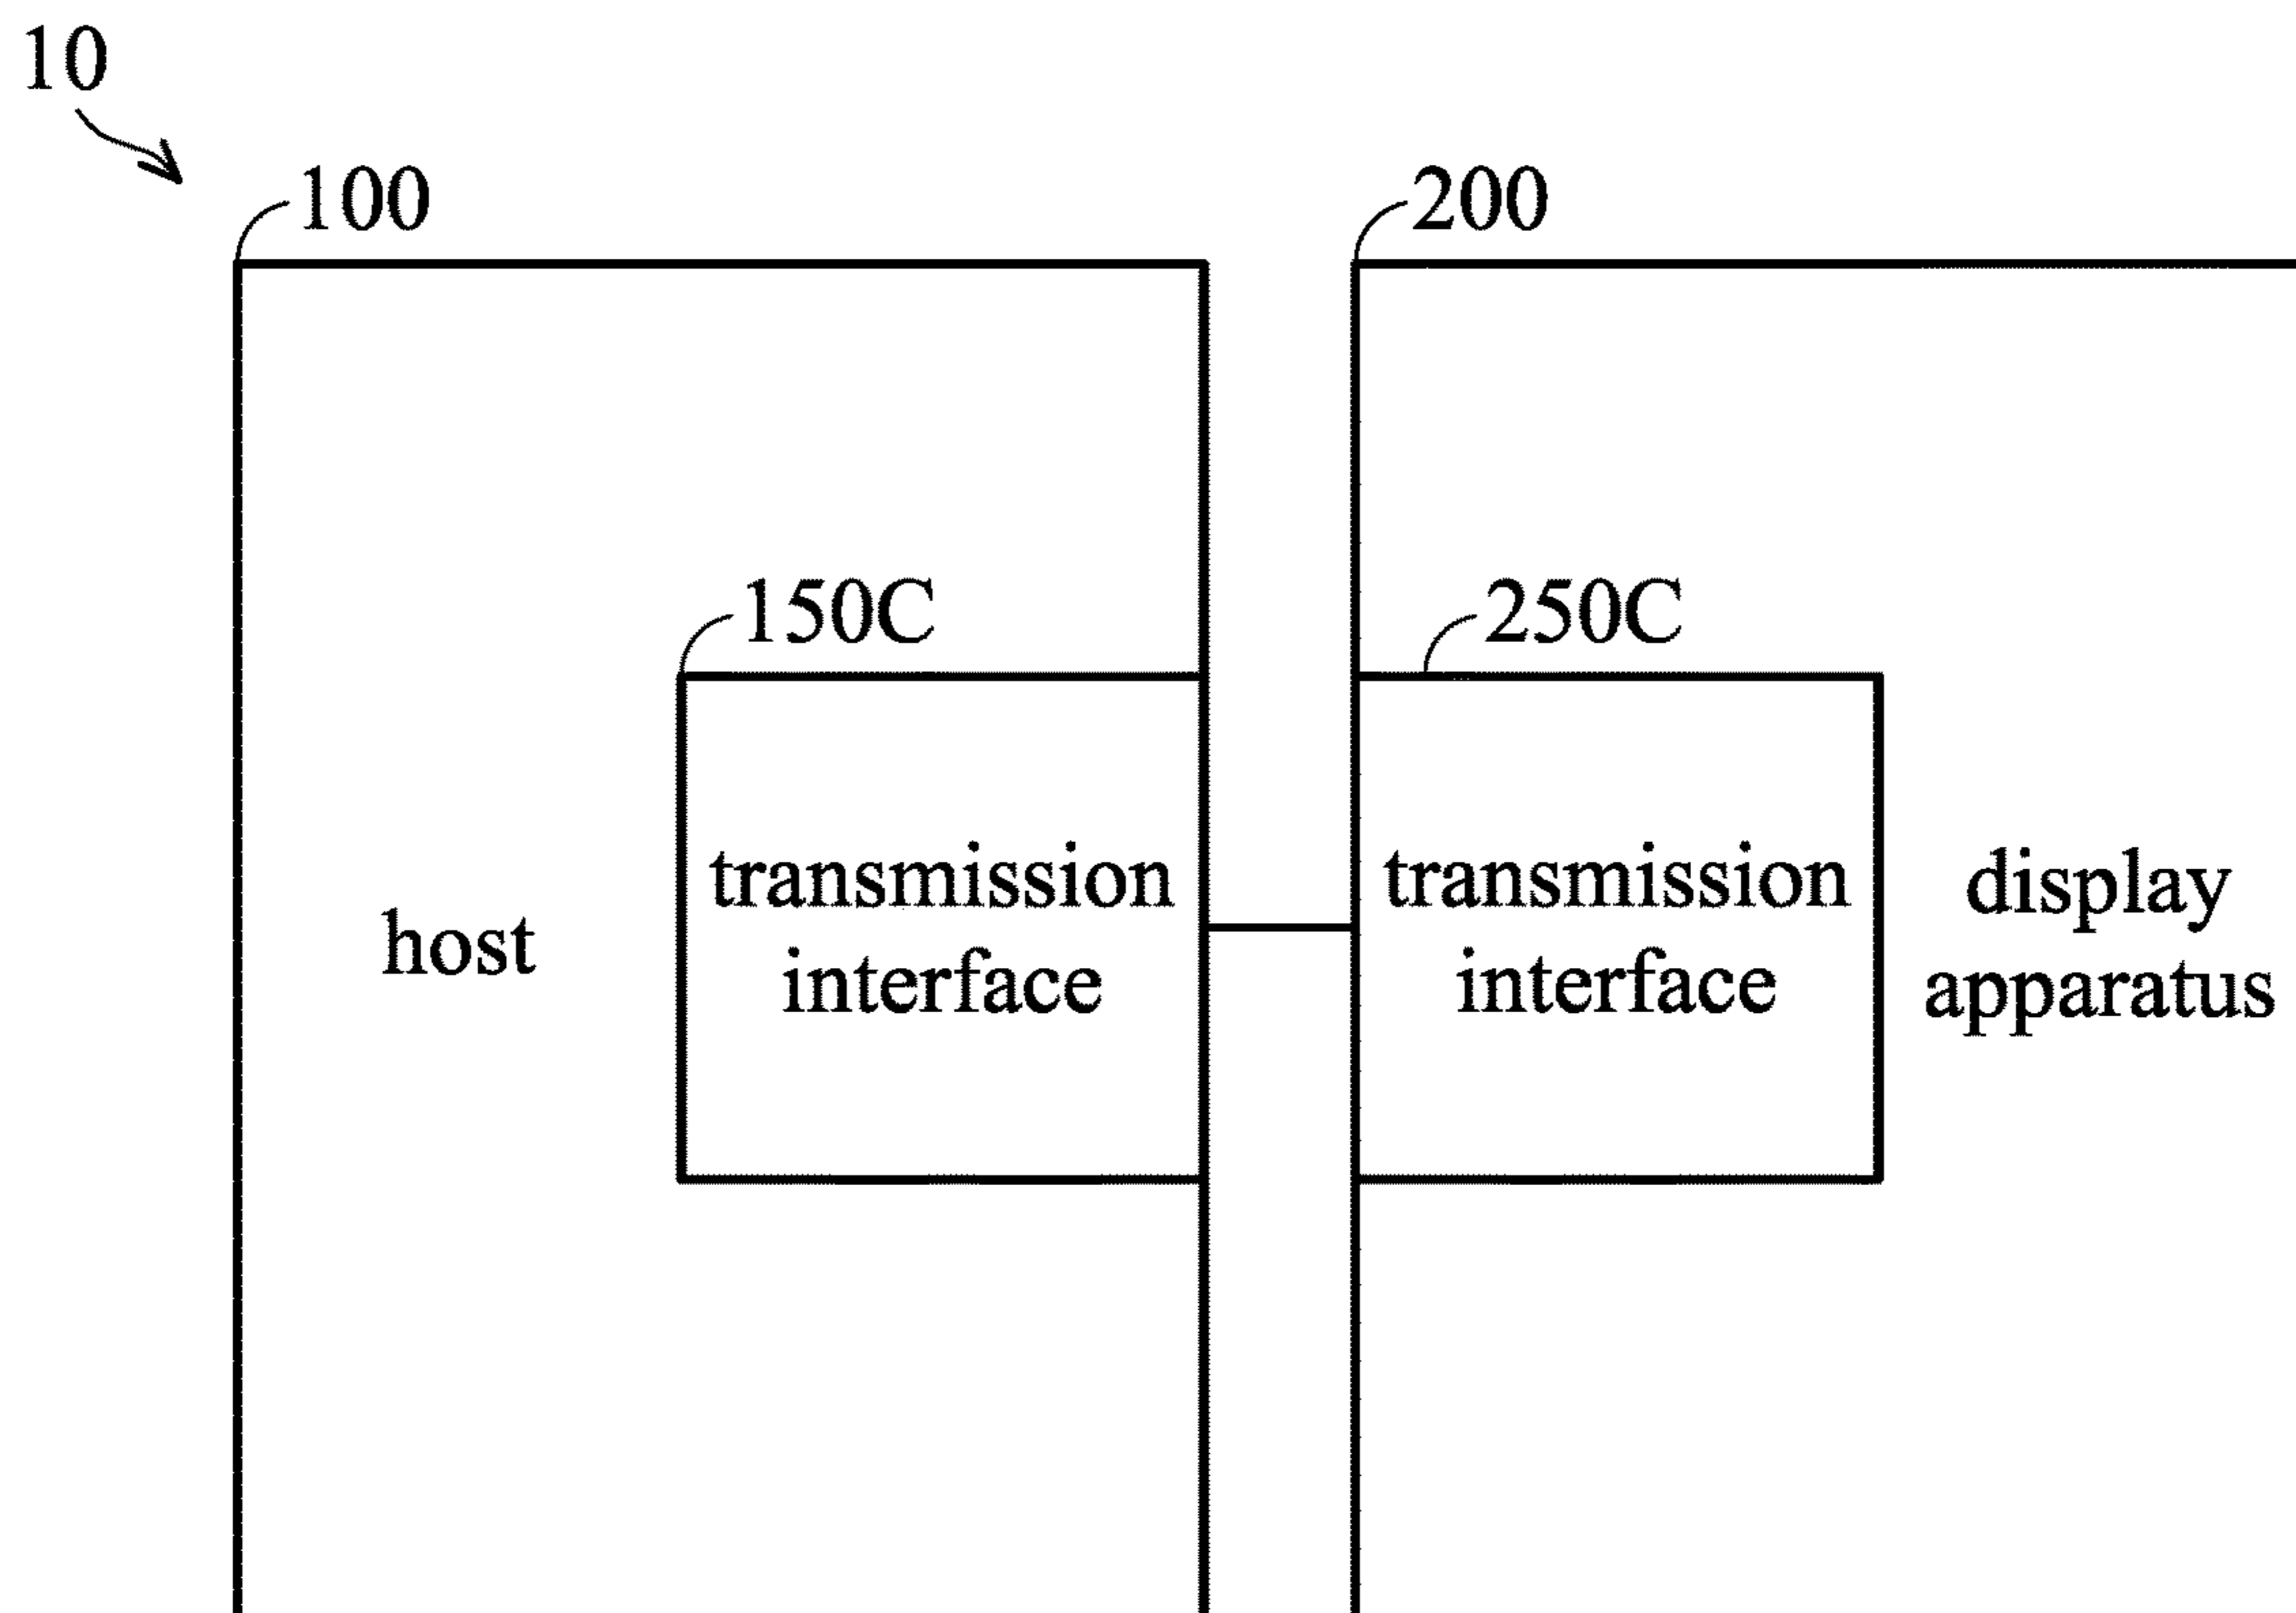 10
100
200
150C
250C
host
transmission
interface
transmission
interface
display
apparatus